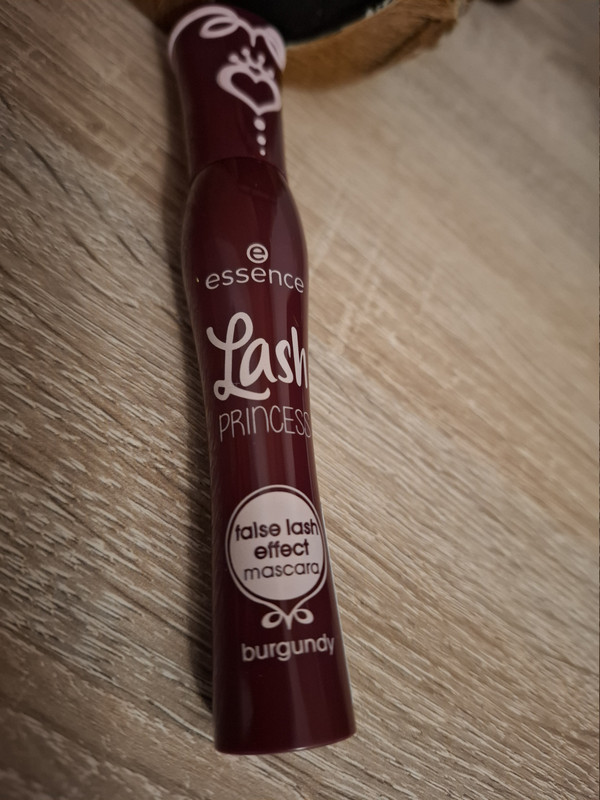 essence
Lash
PRINCESS
false lash
effect
mascara
burgundy